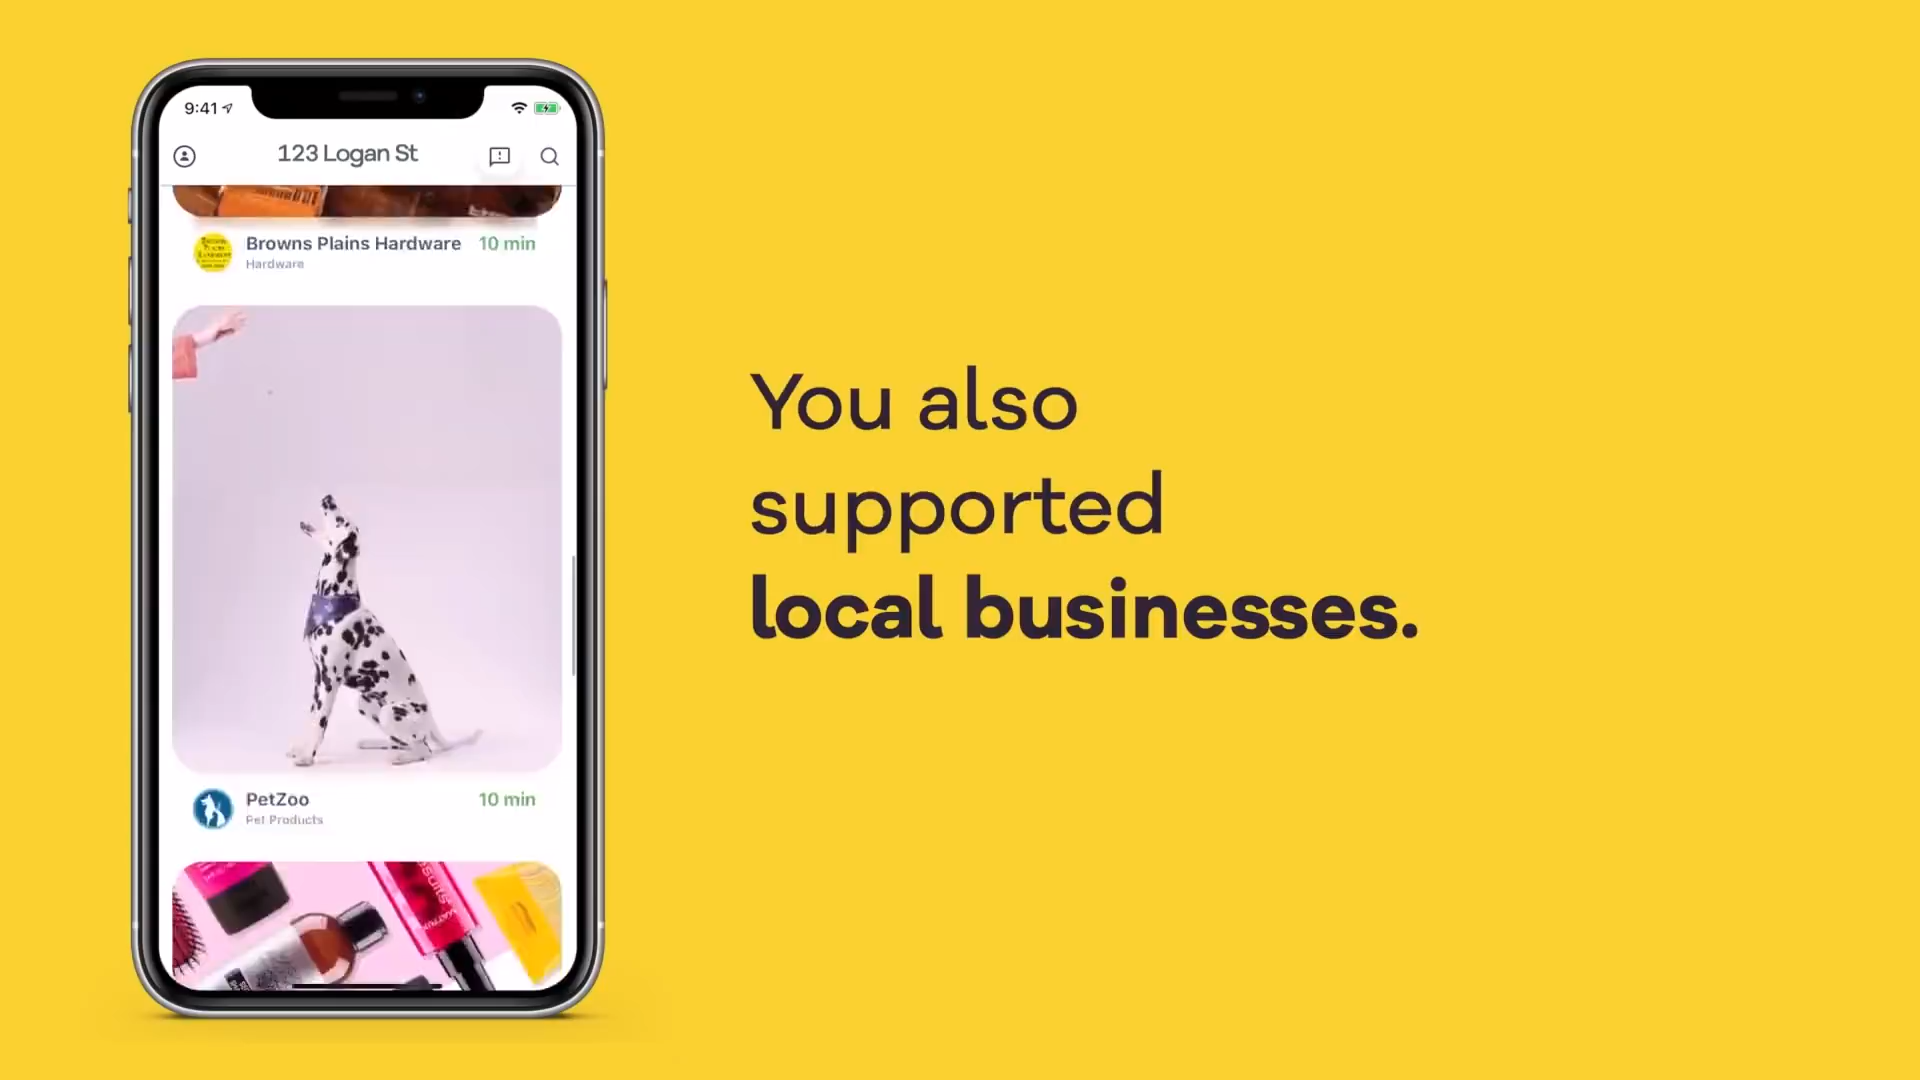 9:41
123 Logan St
Browns Plains Hardware 10 min
Hardware
PetZoo 10 min
Pet Products
You also
supported
local businesses.